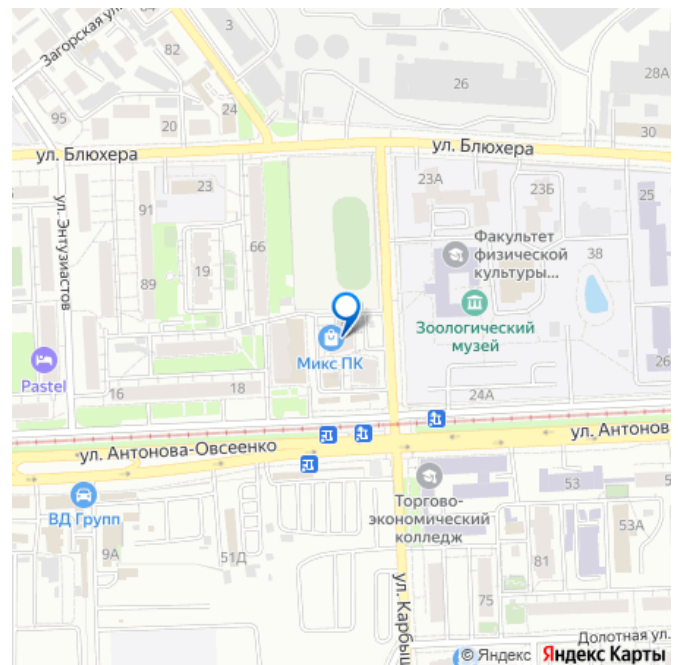 Загорская ул.
82
3
26
28А
95
20
24
30
ул. Блюхера
ул. Блюхера
23А
23Б
25
23
91
66
ул. Энтузиастов
19
89
Факультет
физической
культуры...
38
Зоологический
музей
Микс ПК
Pastel
16
18
24А
26
ул. Антонова-Овсеенко
ул. Антонов
ВД Групп
9А
51Д
Торгово-
экономический
колледж
53
53А
81
75
ул. Карбыш
Долотная ул.
© Яндекс Яндекс Карты